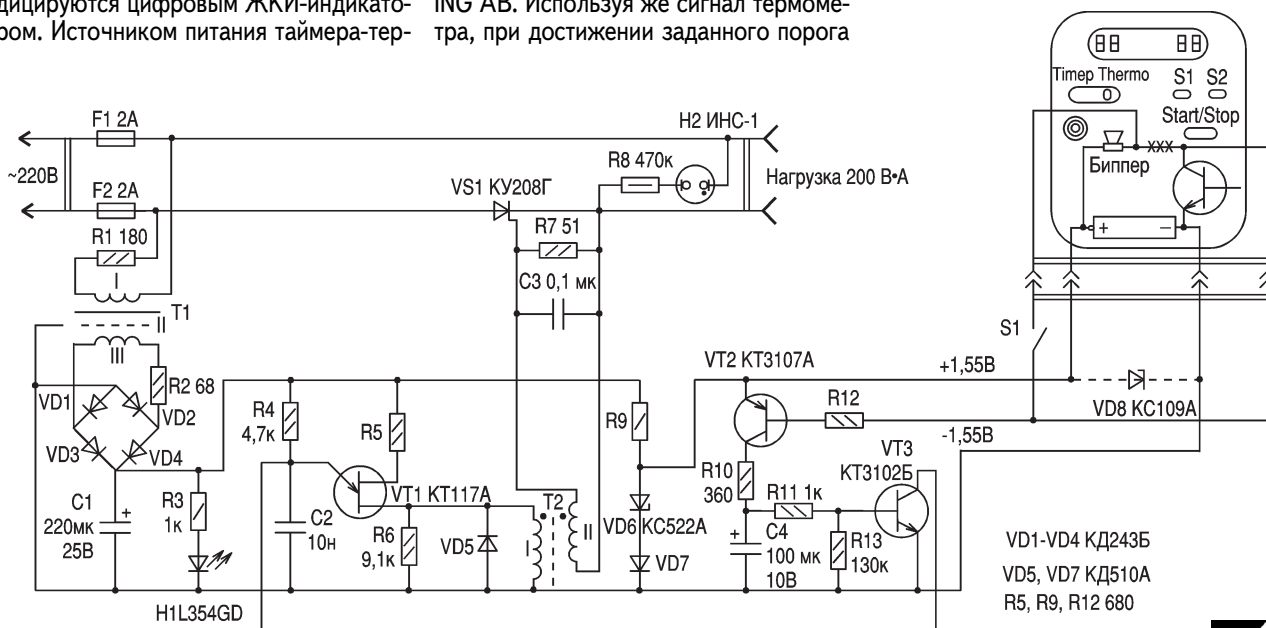 дицируются цифровым ЖКИ-индикато-
ром. Источником питания таймера-тер-
ING AB. Используя же сигнал термоме-
тра, при достижении заданного порога
Timep Thermo
S1 S2
0
Start/Stop
Биппер
xxx
+ −
F1 2A
~220В
F2 2A
R1 180
I
T1
II
III
R2 68
VD1
VD2
VD3
VD4
C1
220мк
25В
+
R3
1к
H1L354GD
R4
4,7к
R5
VT1 КТ117А
C2
10н
R6
9,1к
VD5
T2
I
II
VS1 КУ208Г
R7 51
C3 0,1 мк
R8 470к
H2 ИНС-1
Нагрузка 200 В•А
R9
VD6 КС522А
VD7
VT2 КТ3107А
R12
R10
360
R11 1к
+
C4
100 мк
10В
R13
130к
VT3
КТ3102Б
S1
+1,55В
VD8 КС109А
-1,55В
VD1-VD4 КД243Б
VD5, VD7 КД510А
R5, R9, R12 680